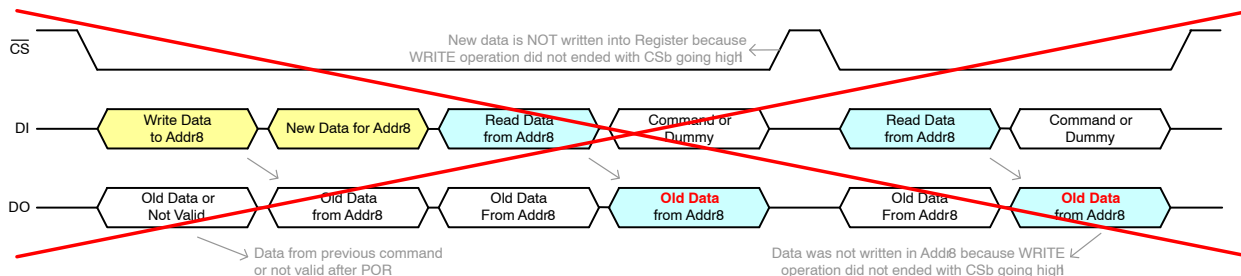 CS
New data is NOT written into Register because
WRITE operation did not ended with CSb going high
DI
Write Data
to Addr8
New Data for Addr8
Read Data
from Addr8
Command or
Dummy
Read Data
from Addr8
Command or
Dummy
DO
Old Data or
Not Valid
Old Data
from Addr8
Old Data
From Addr8
Old Data
from Addr8
Old Data
From Addr8
Old Data
from Addr8
Data from previous command
or not valid after POR
Data was not written in Addr8 because WRITE
operation did not ended with CSb going high